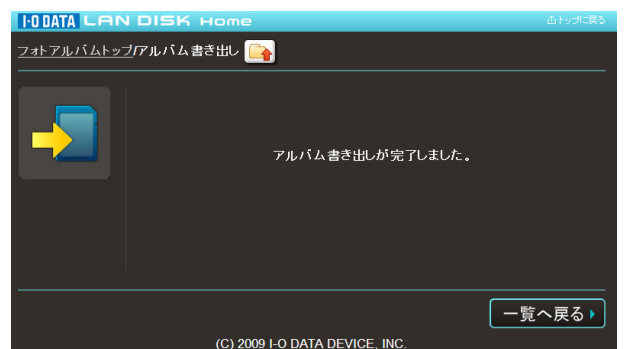 I-O DATA LAN DISK Home
凸トップに戻る
フォトアルバムトップ/アルバム書き出し
アルバム書き出しが完了しました。
一覧へ戻る
(C) 2009 I-O DATA DEVICE, INC.